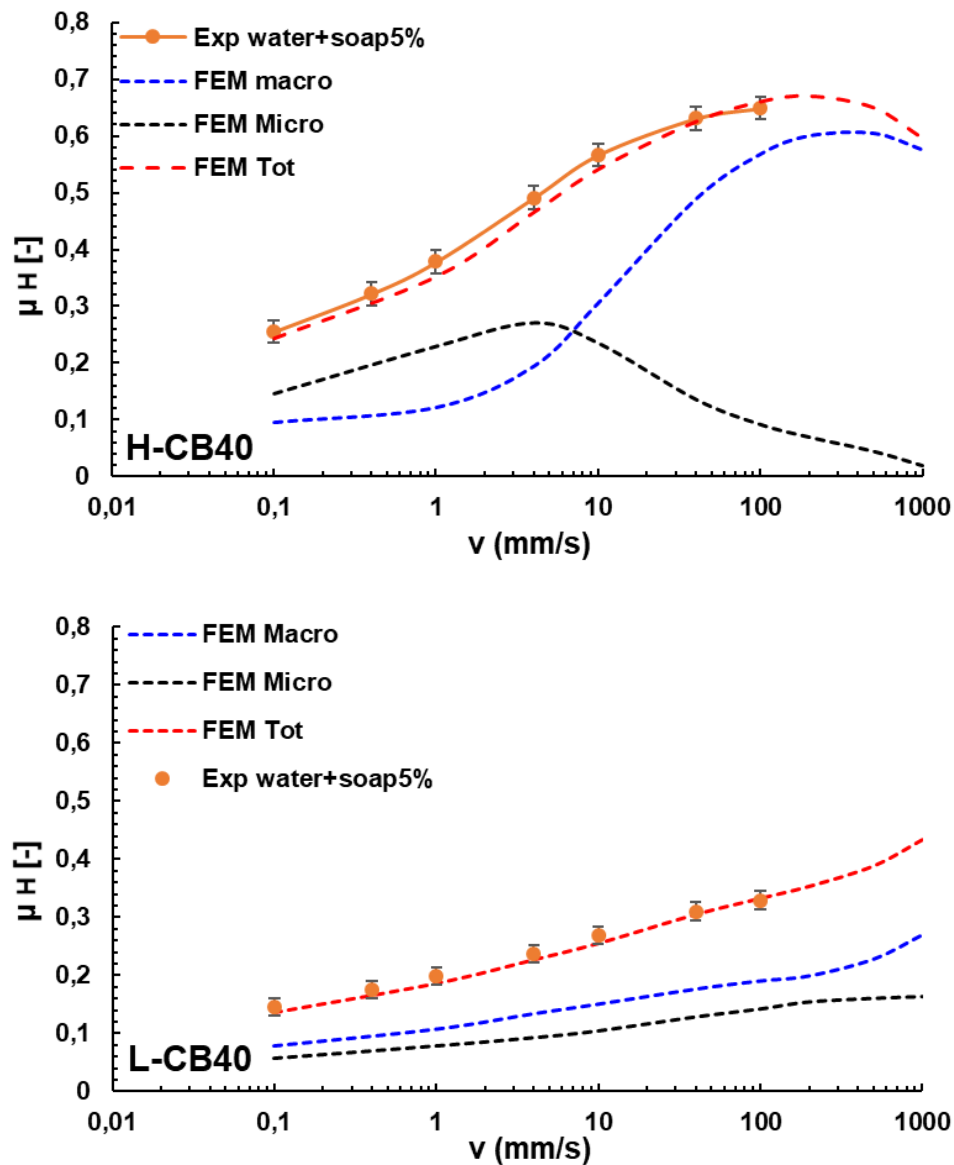 0,8
Exp water+soap5%
0,7
FEM macro
0,6
FEM Micro
0,5
FEM Tot
0,4
μ H [-]
0,3
0,2
0,1
H-CB40
0
0,01 0,1 1 10 100 1000
v (mm/s)
0,8
FEM Macro
0,7
FEM Micro
0,6
FEM Tot
0,5
Exp water+soap5%
0,4
μ H [-]
0,3
0,2
0,1
L-CB40
0
0,01 0,1 1 10 100 1000
v (mm/s)